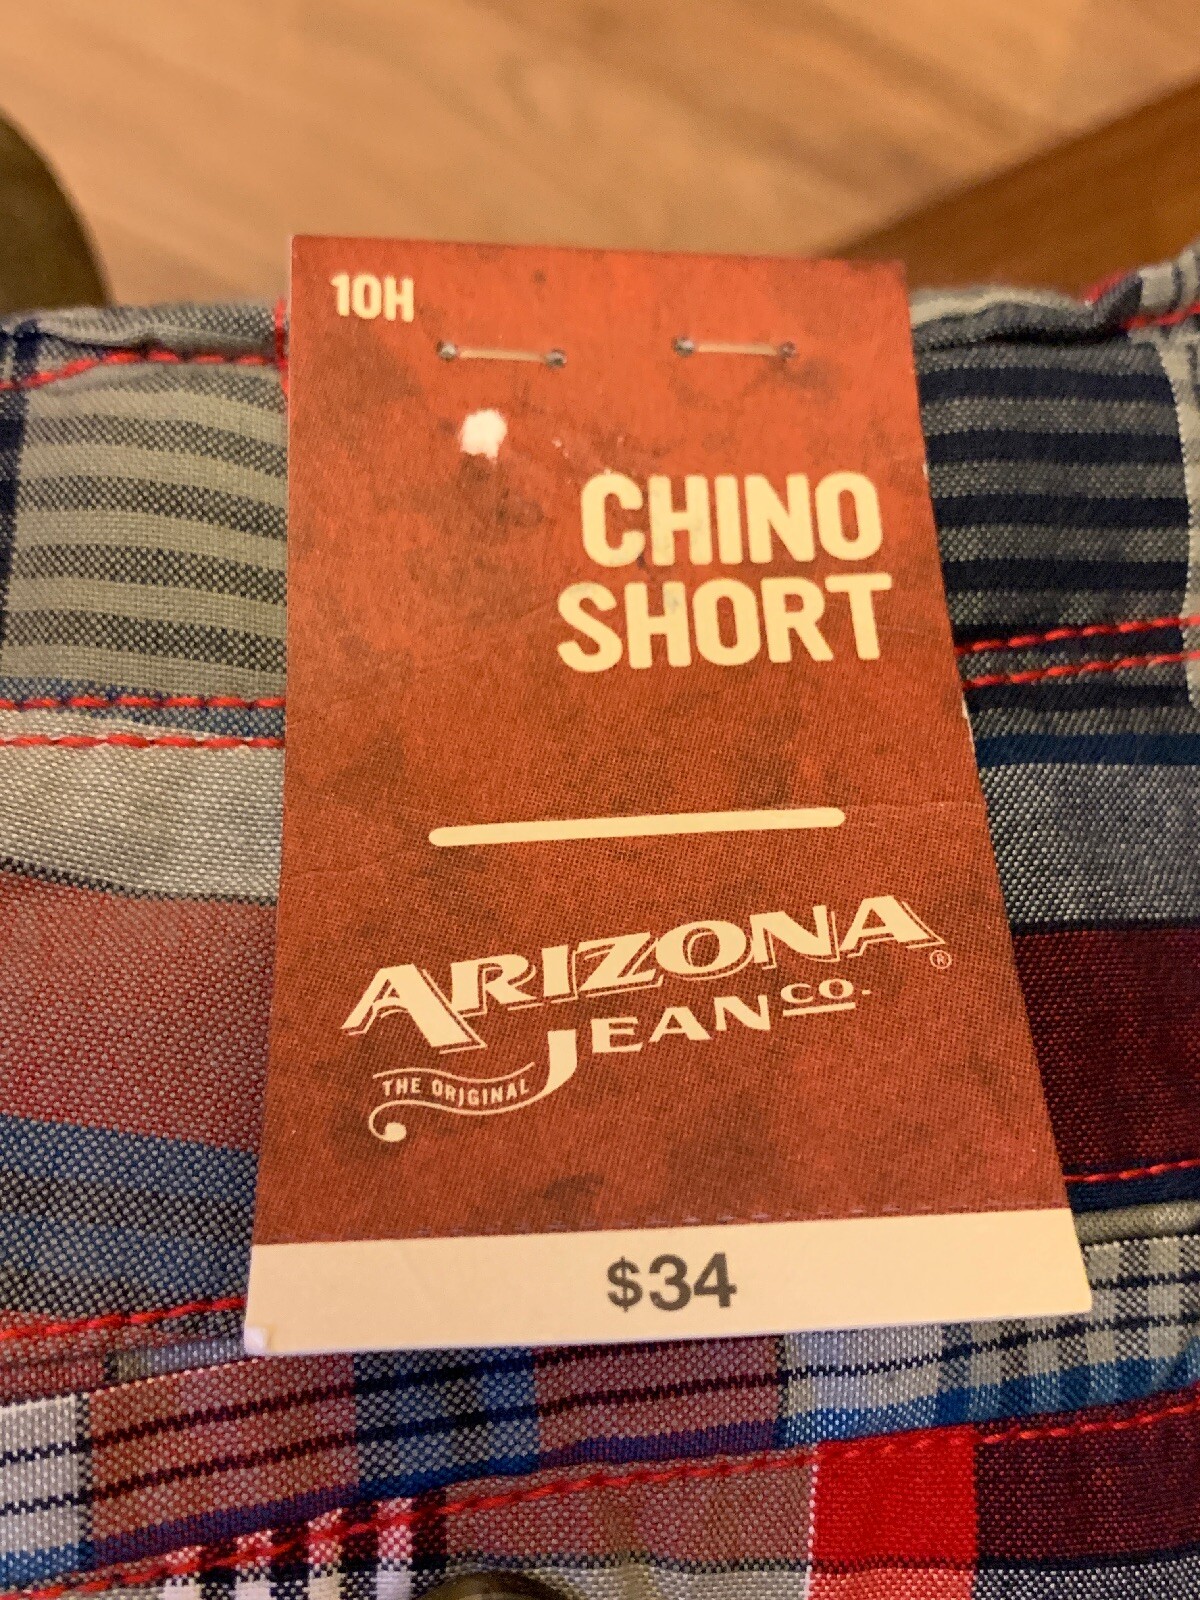 10H
CHINO
SHORT
ARIZONA®
JEAN CO.
THE ORIGINAL
$34